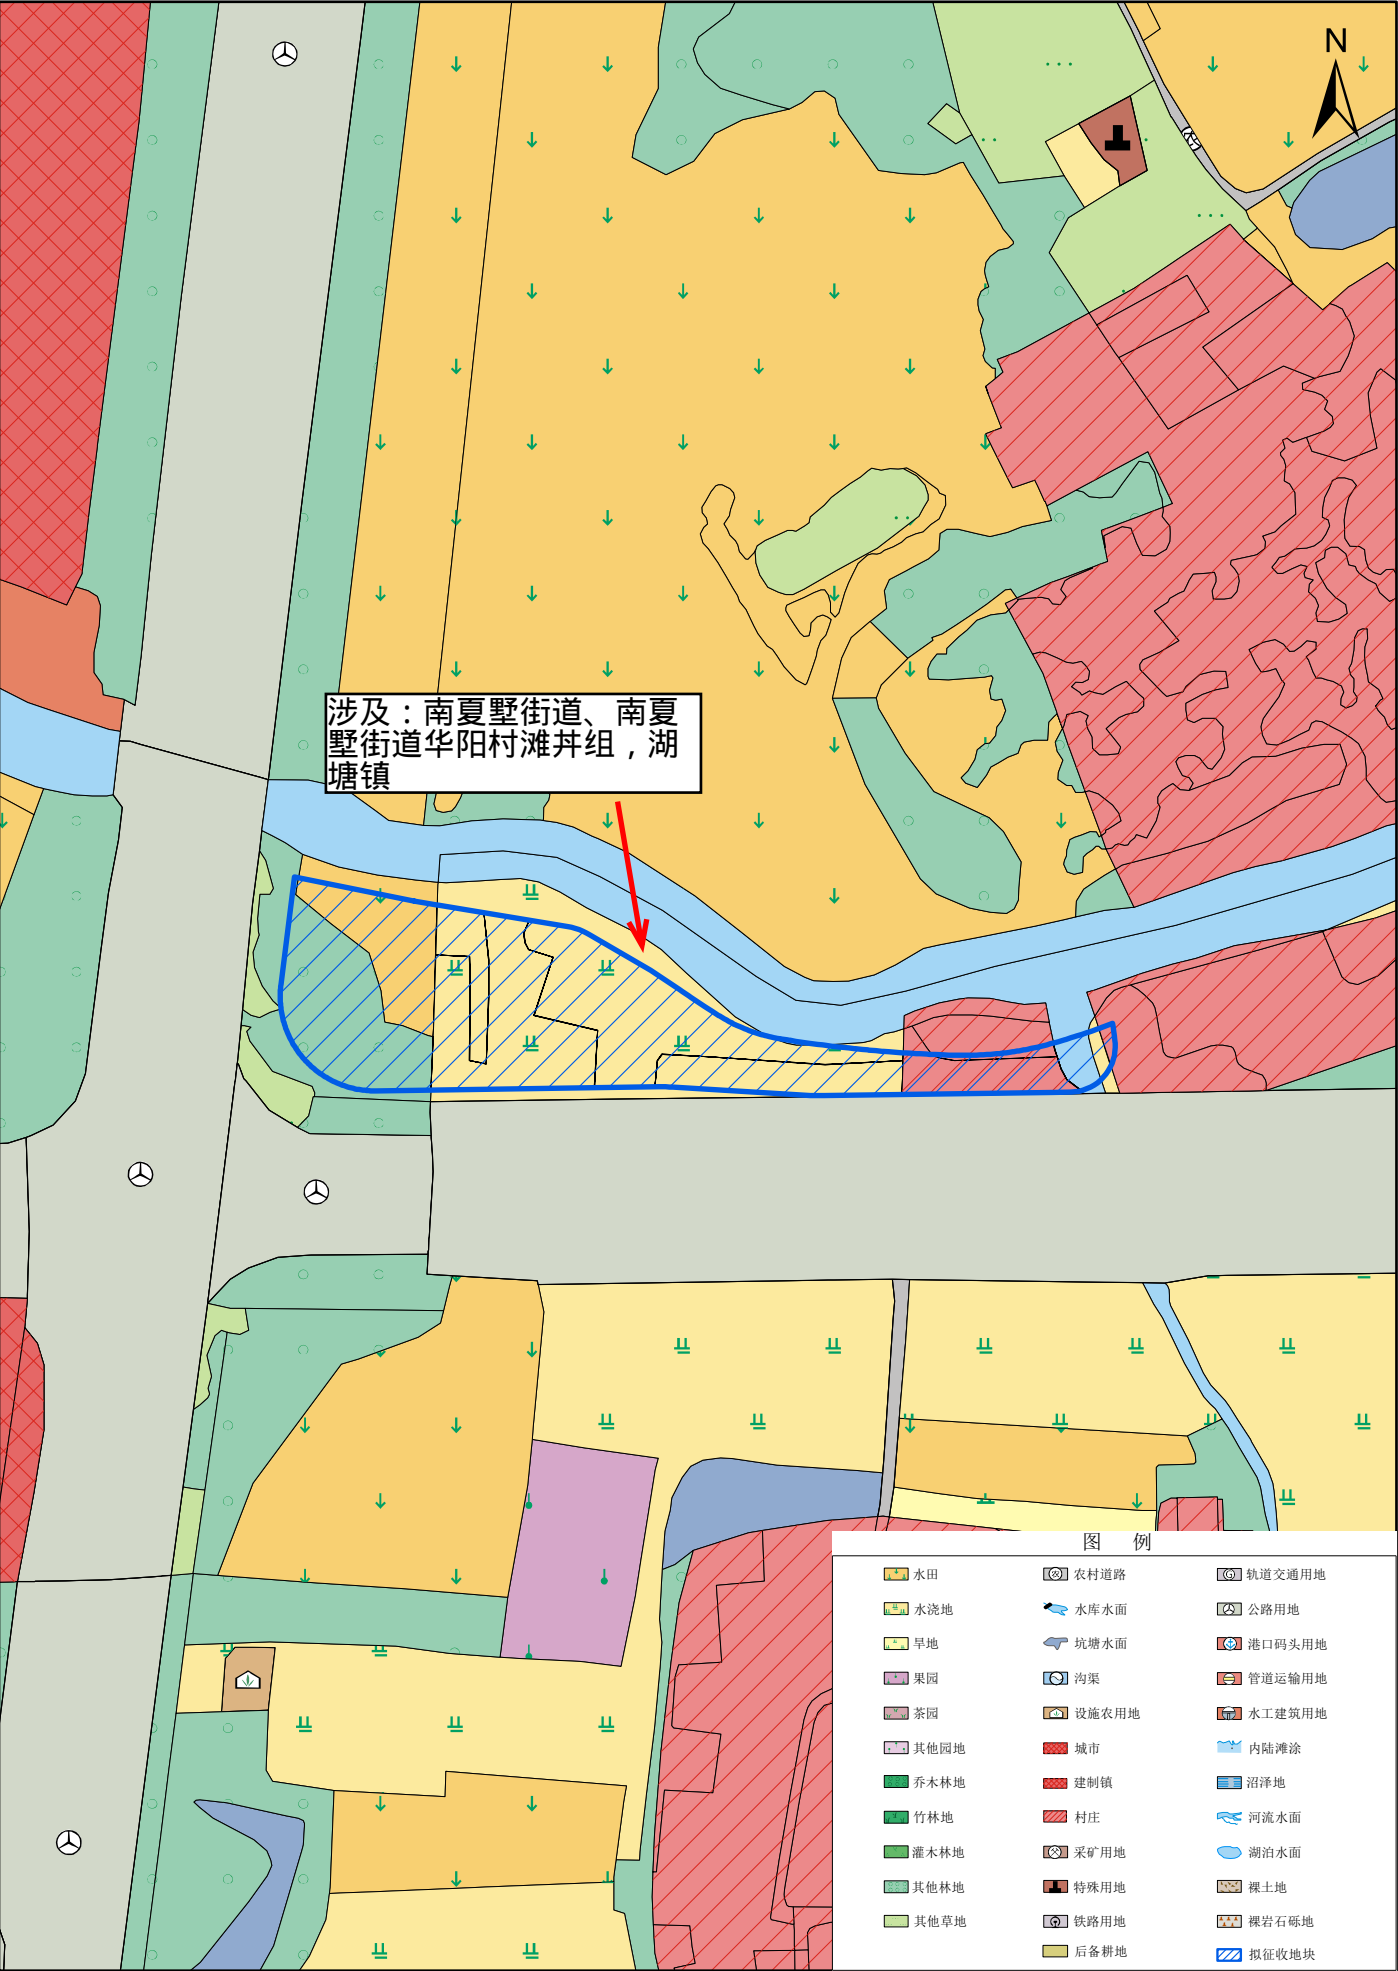 N
涉及：南夏墅街道、南夏
墅街道华阳村滩井组，湖
塘镇
图 例
水田
农村道路
轨道交通用地
水浇地
水库水面
公路用地
旱地
坑塘水面
港口码头用地
果园
沟渠
管道运输用地
茶园
设施农用地
水工建筑用地
其他园地
城市
内陆滩涂
乔木林地
建制镇
沼泽地
竹林地
村庄
河流水面
灌木林地
采矿用地
湖泊水面
其他林地
特殊用地
裸土地
其他草地
铁路用地
裸岩石砾地
后备耕地
拟征收地块